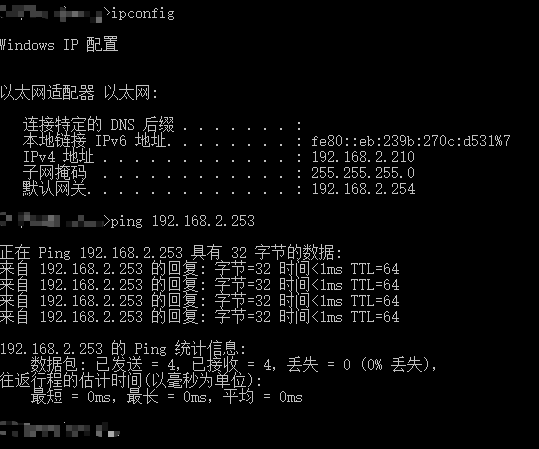 >ipconfig
Windows IP 配置
以太网适配器 以太网:
连接特定的 DNS 后缀 . . . . . . . :
本地链接 IPv6 地址. . . . . . . . : fe80::eb:239b:270c:d531%7
IPv4 地址 . . . . . . . . . . . . : 192.168.2.210
子网掩码  . . . . . . . . . . . . : 255.255.255.0
默认网关. . . . . . . . . . . . . : 192.168.2.254
>ping 192.168.2.253
正在 Ping 192.168.2.253 具有 32 字节的数据:
来自 192.168.2.253 的回复: 字节=32 时间<1ms TTL=64
来自 192.168.2.253 的回复: 字节=32 时间<1ms TTL=64
来自 192.168.2.253 的回复: 字节=32 时间<1ms TTL=64
来自 192.168.2.253 的回复: 字节=32 时间<1ms TTL=64
192.168.2.253 的 Ping 统计信息:
数据包: 已发送 = 4，已接收 = 4，丢失 = 0 (0% 丢失)，
往返行程的估计时间(以毫秒为单位):
最短 = 0ms，最长 = 0ms，平均 = 0ms